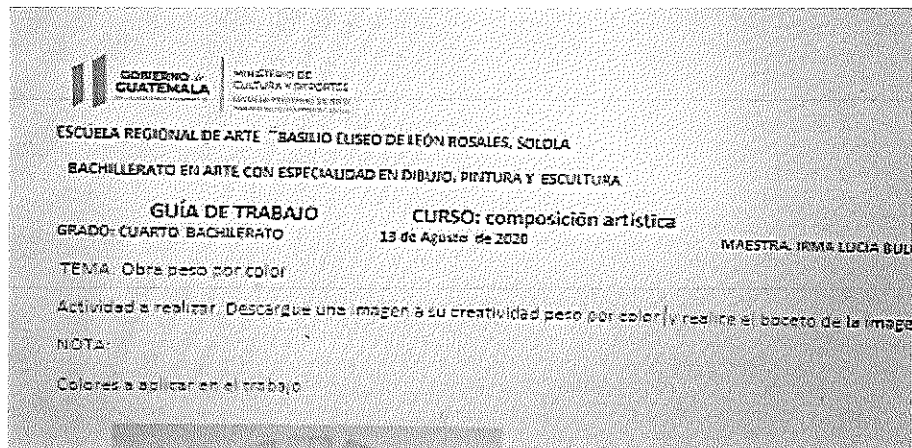 GOBIERNO de
GUATEMALA
MINISTERIO DE
CULTURA Y DEPORTES
ESCUELA REGIONAL DE ARTE "BASILIO ELISEO DE LEÓN ROSALES, SOLOLA
BACHILLERATO EN ARTE CON ESPECIALIDAD EN DIBUJO, PINTURA Y ESCULTURA
GUÍA DE TRABAJO CURSO: composición artística
GRADO: CUARTO BACHILERATO 13 de Agosto de 2020 MAESTRA. IRMA LUCIA
TEMA: Obra peso por color
Actividad a realizar: Descargue una imagen a su creatividad peso por color y realice el boceto de la image
NOTA:
Colores a aplicar en el trabajo